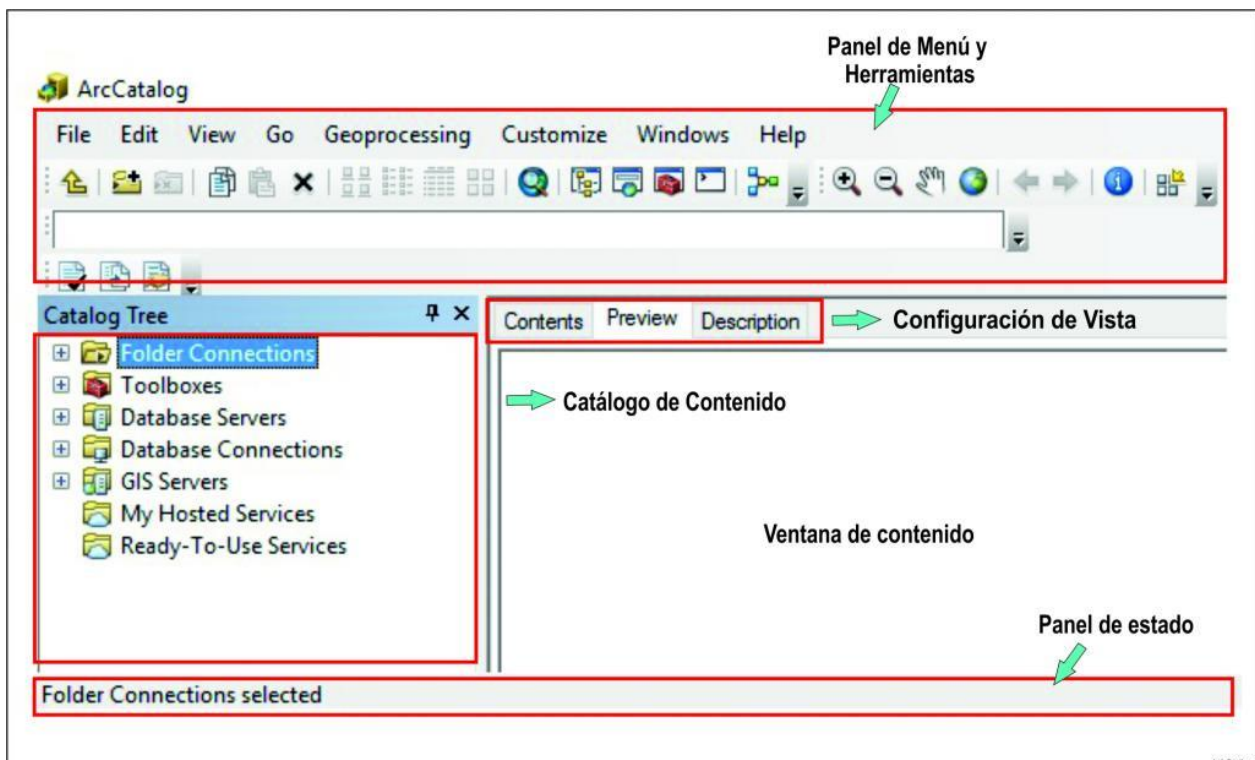 Panel de Menú y
Herramientas
ArcCatalog
File Edit View Go Geoprocessing Customize Windows Help
Catalog Tree
Contents Preview Description
Configuración de Vista
Folder Connections
Toolboxes
Database Servers
Database Connections
GIS Servers
My Hosted Services
Ready-To-Use Services
Catálogo de Contenido
Ventana de contenido
Panel de estado
Folder Connections selected